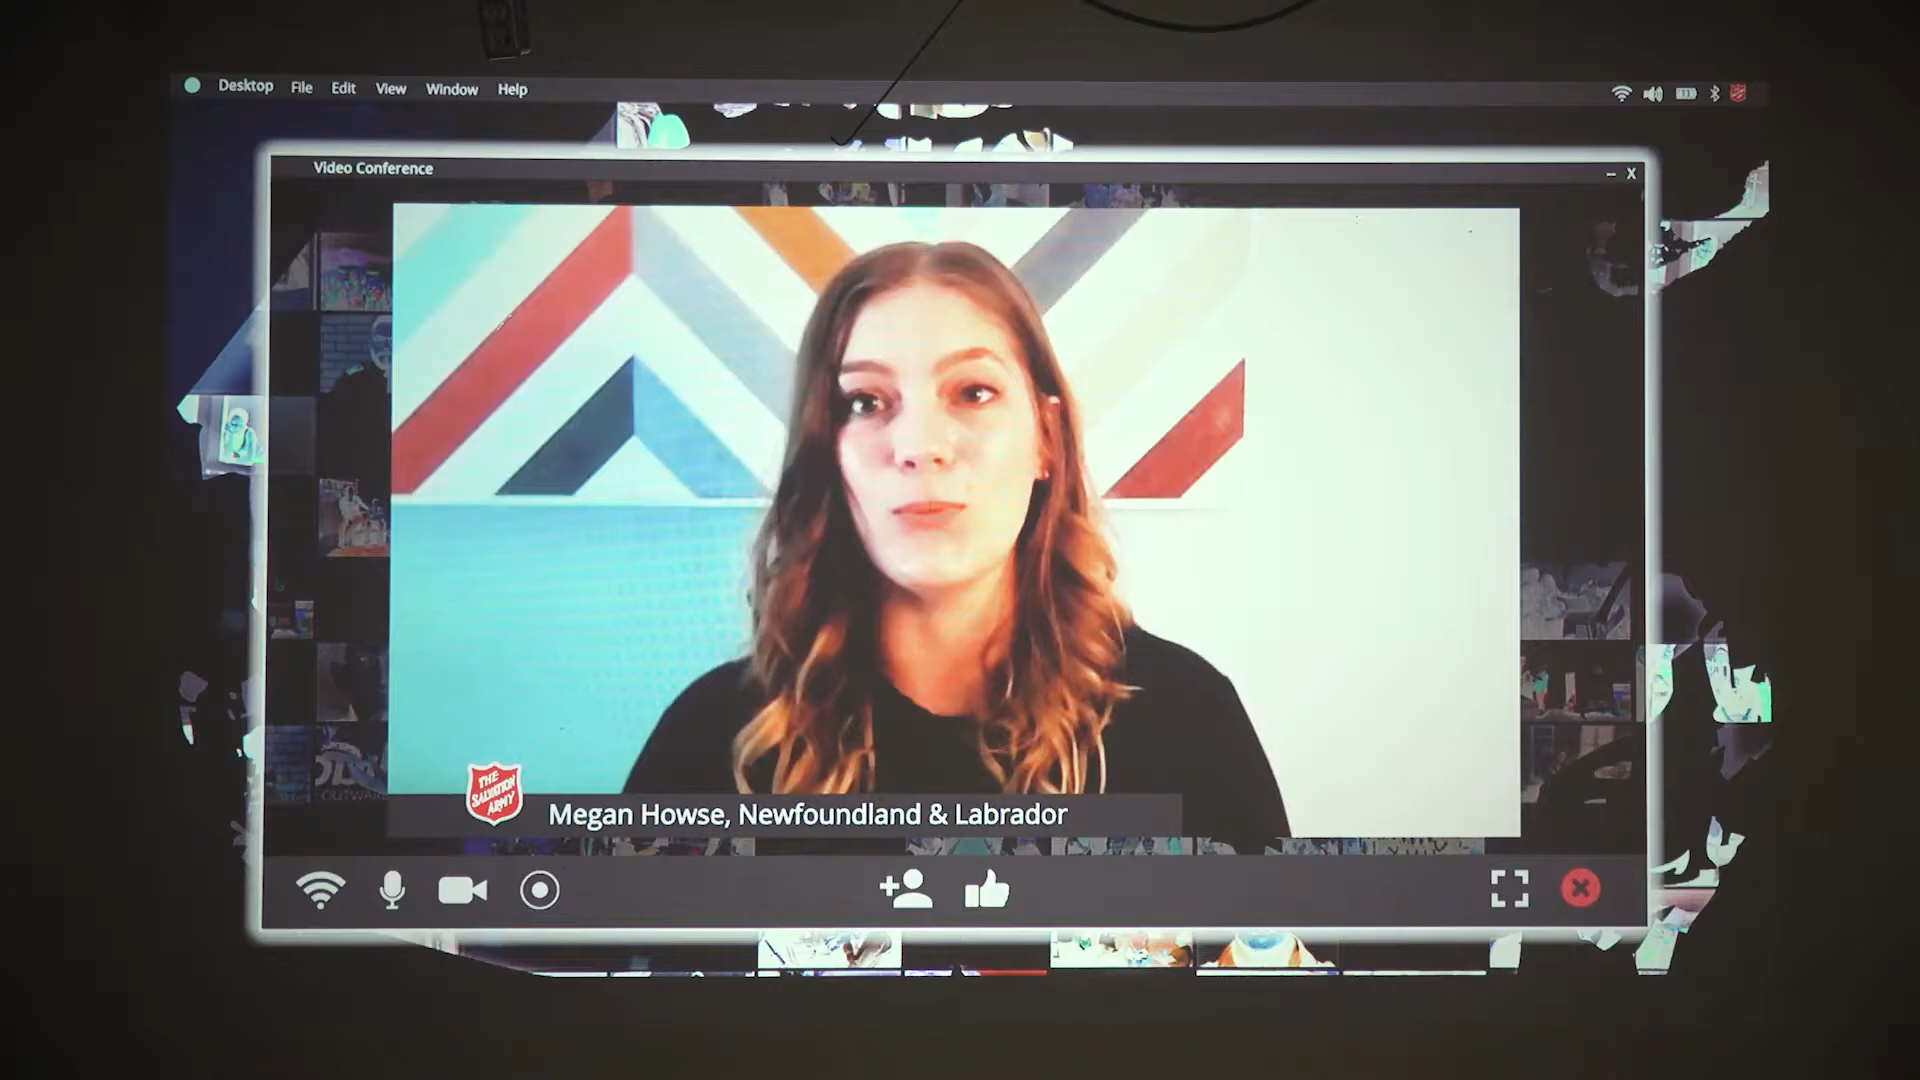 Desktop File Edit View Window Help
Video Conference
X
THE
SALVATION
ARMY
Megan Howse, Newfoundland & Labrador